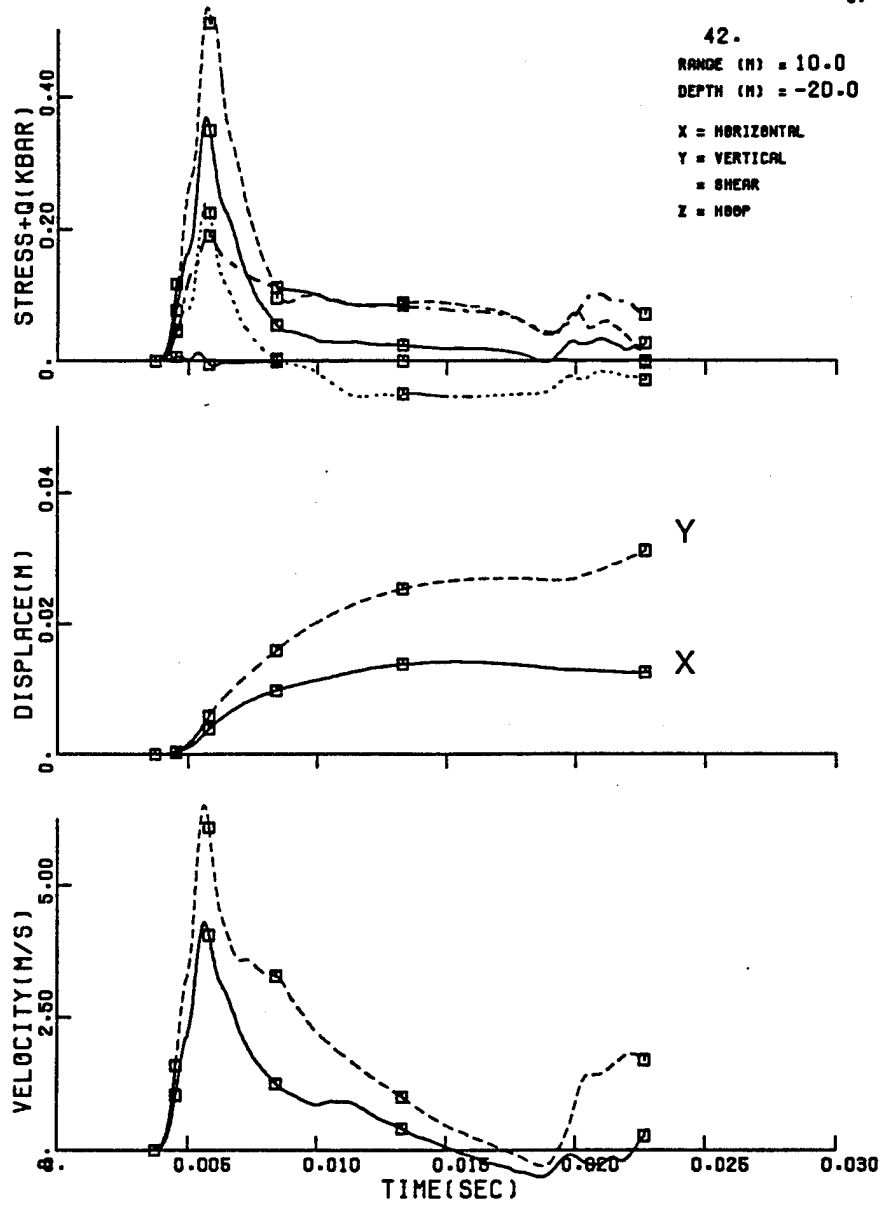 42.
RANGE (M) = 10.0
DEPTH (M) = -20.0
X = HORIZONTAL
Y = VERTICAL
= SHEAR
Z = HOOP
STRESS+Q(KBAR)
0.40
0.20
0.
DISPLACE(M)
0.04
0.02
0.
Y
X
VELOCITY(M/S)
5.00
2.50
0.
0.005
0.010
0.015
0.020
0.025
0.030
TIME(SEC)